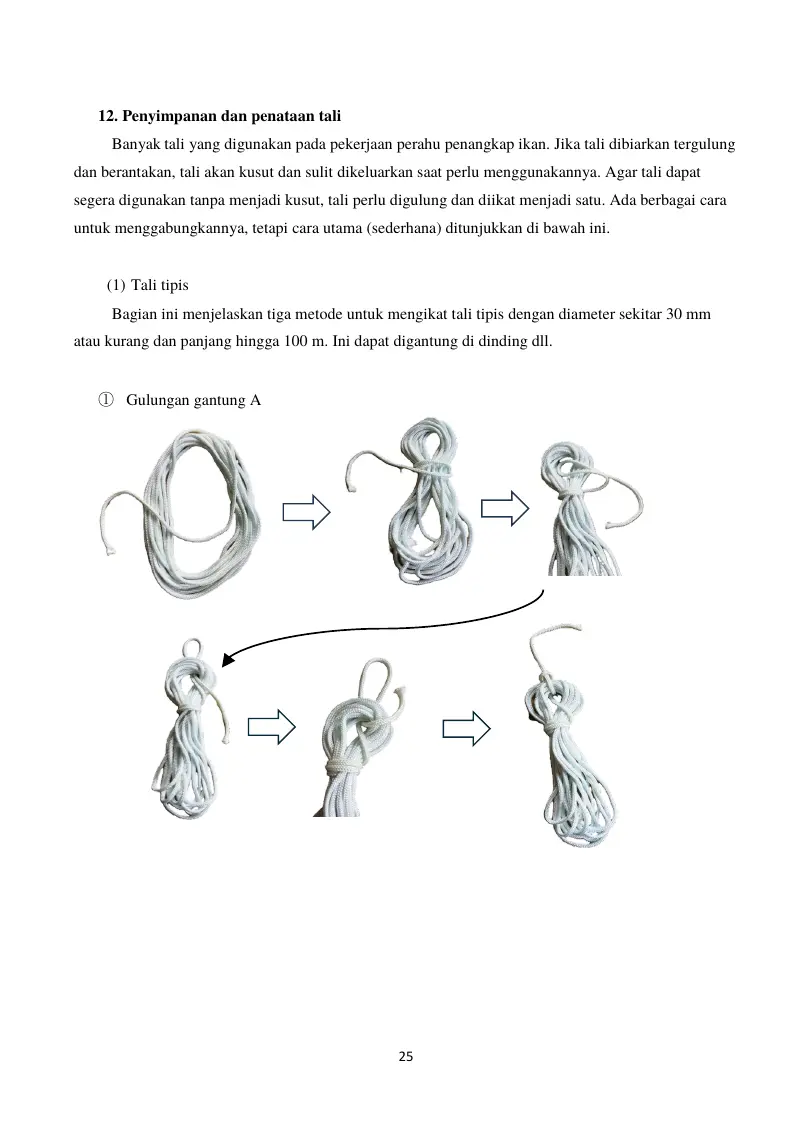 12. Penyimpanan dan penataan tali
Banyak tali yang digunakan pada pekerjaan perahu penangkap ikan. Jika tali dibiarkan tergulung
dan berantakan, tali akan kusut dan sulit dikeluarkan saat perlu menggunakannya. Agar tali dapat
segera digunakan tanpa menjadi kusut, tali perlu digulung dan diikat menjadi satu. Ada berbagai cara
untuk menggabungkannya, tetapi cara utama (sederhana) ditunjukkan di bawah ini.
(1) Tali tipis
Bagian ini menjelaskan tiga metode untuk mengikat tali tipis dengan diameter sekitar 30 mm
atau kurang dan panjang hingga 100 m. Ini dapat digantung di dinding dll.
① Gulungan gantung A
25